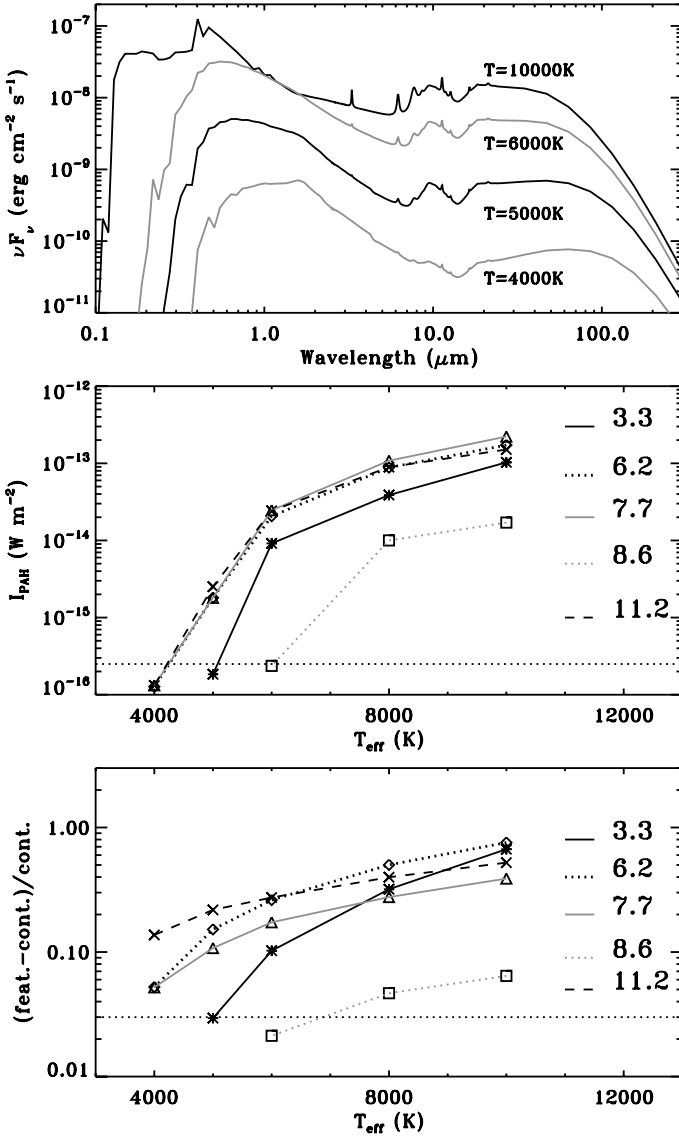 10⁻⁷
10⁻⁸
10⁻⁹
10⁻¹⁰
10⁻¹¹
νFᵥ (erg cm⁻² s⁻¹)
T=10000K
T=6000K
T=5000K
T=4000K
0.1 1.0 10.0 100.0
Wavelength (μm)
10⁻¹²
10⁻¹³
10⁻¹⁴
10⁻¹⁵
10⁻¹⁶
I_PAH (W m⁻²)
3.3
6.2
7.7
8.6
11.2
4000 8000 12000
T_eff (K)
1.00
0.10
0.01
(feat.−cont.)/cont.
3.3
6.2
7.7
8.6
11.2
4000 8000 12000
T_eff (K)